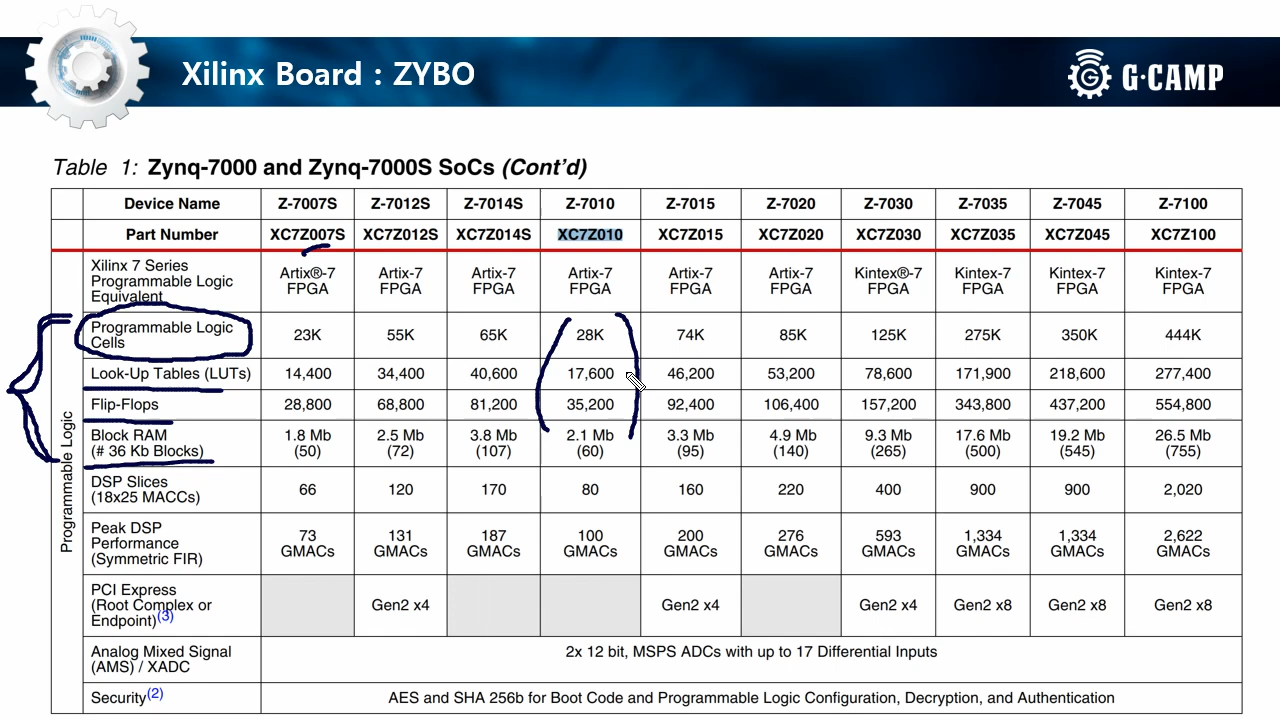 Xilinx Board : ZYBO
G·CAMP
Table 1: Zynq-7000 and Zynq-7000S SoCs (Cont'd)
Device Name Z-7007S Z-7012S Z-7014S Z-7010 Z-7015 Z-7020 Z-7030 Z-7035 Z-7045 Z-7100
Part Number XC7Z007S XC7Z012S XC7Z014S XC7Z010 XC7Z015 XC7Z020 XC7Z030 XC7Z035 XC7Z045 XC7Z100
Programmable Logic
Xilinx 7 Series
Programmable Logic
Equivalent
Artix®-7 Artix-7 Artix-7 Artix-7 Artix-7 Artix-7 Kintex®-7 Kintex-7 Kintex-7 Kintex-7
FPGA FPGA FPGA FPGA FPGA FPGA FPGA FPGA FPGA FPGA
Programmable Logic
Cells
23K 55K 65K 28K 74K 85K 125K 275K 350K 444K
Look-Up Tables (LUTs) 14,400 34,400 40,600 17,600 46,200 53,200 78,600 171,900 218,600 277,400
Flip-Flops 28,800 68,800 81,200 35,200 92,400 106,400 157,200 343,800 437,200 554,800
Block RAM
(# 36 Kb Blocks)
1.8 Mb 2.5 Mb 3.8 Mb 2.1 Mb 3.3 Mb 4.9 Mb 9.3 Mb 17.6 Mb 19.2 Mb 26.5 Mb
(50) (72) (107) (60) (95) (140) (265) (500) (545) (755)
DSP Slices
(18x25 MACCs)
66 120 170 80 160 220 400 900 900 2,020
Peak DSP
Performance
(Symmetric FIR)
73 131 187 100 200 276 593 1,334 1,334 2,622
GMACs GMACs GMACs GMACs GMACs GMACs GMACs GMACs GMACs GMACs
PCI Express
(Root Complex or
Endpoint)(3)
Gen2 x4 Gen2 x4 Gen2 x4 Gen2 x8 Gen2 x8 Gen2 x8
Analog Mixed Signal
(AMS) / XADC
2x 12 bit, MSPS ADCs with up to 17 Differential Inputs
Security(2) AES and SHA 256b for Boot Code and Programmable Logic Configuration, Decryption, and Authentication